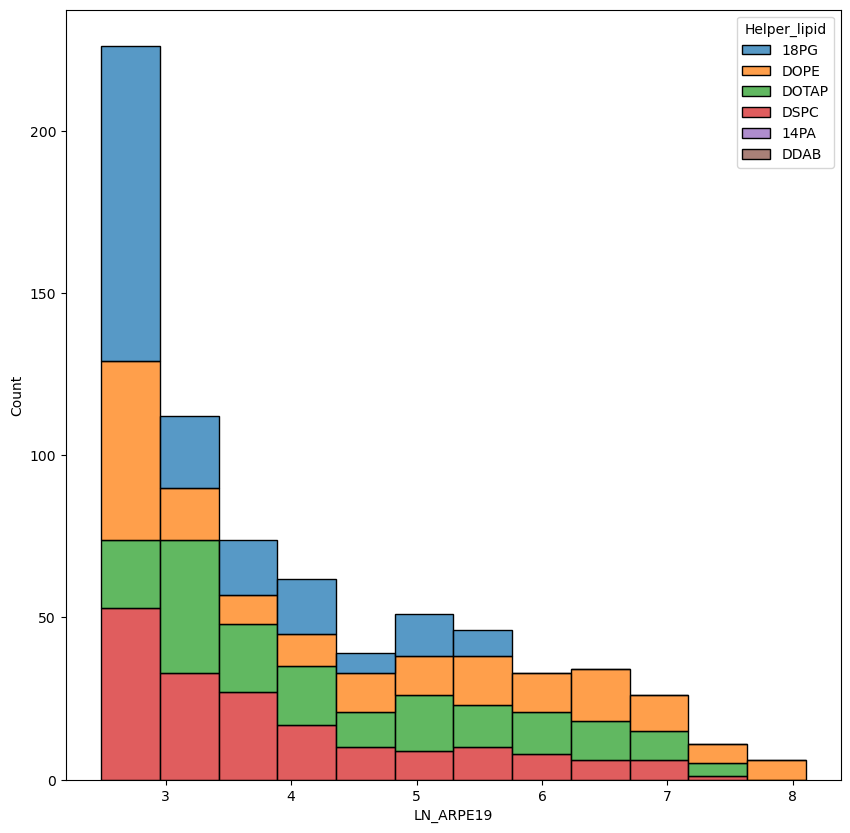 Helper_lipid
18PG
DOPE
DOTAP
DSPC
14PA
DDAB
Count
200
150
100
50
0
3 4 5 6 7 8
LN_ARPE19